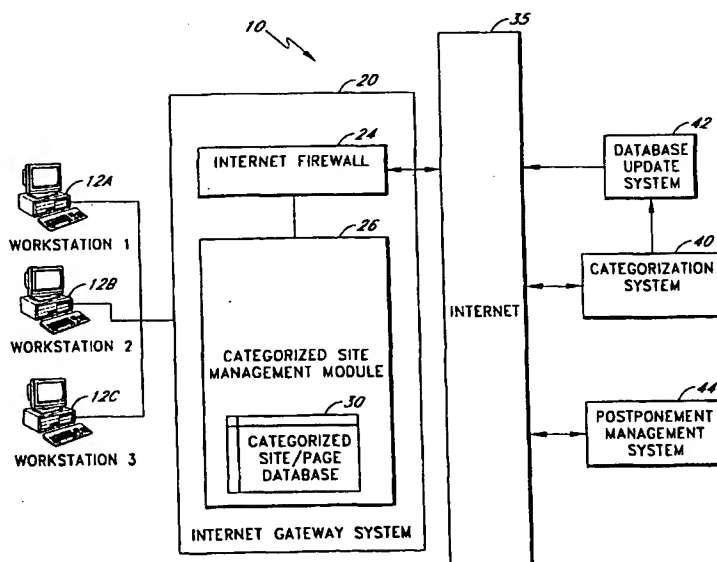 10
35
20
24
INTERNET FIREWALL
42
DATABASE
UPDATE
SYSTEM
12A
WORKSTATION 1
26
40
CATEGORIZATION
SYSTEM
12B
WORKSTATION 2
INTERNET
CATEGORIZED SITE
MANAGEMENT MODULE
44
POSTPONEMENT
MANAGEMENT
SYSTEM
12C
WORKSTATION 3
30
CATEGORIZED
SITE/PAGE
DATABASE
INTERNET GATEWAY SYSTEM